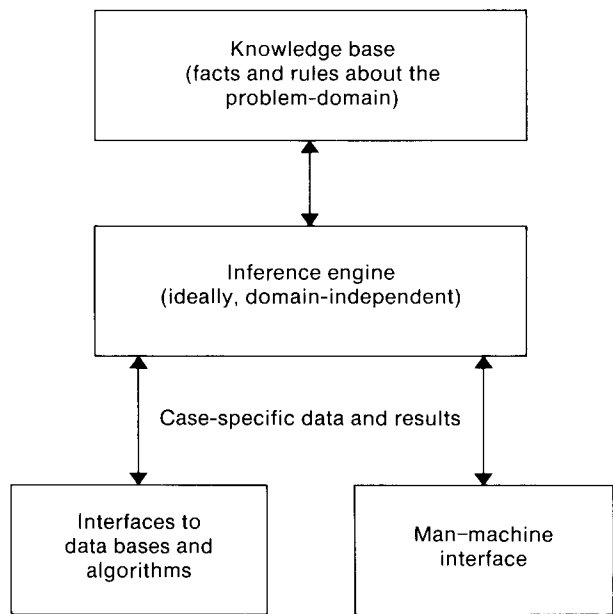 Knowledge base
(facts and rules about the
problem-domain)
Inference engine
(ideally, domain-independent)
Case-specific data and results
Interfaces to
data bases and
algorithms
Man–machine
interface